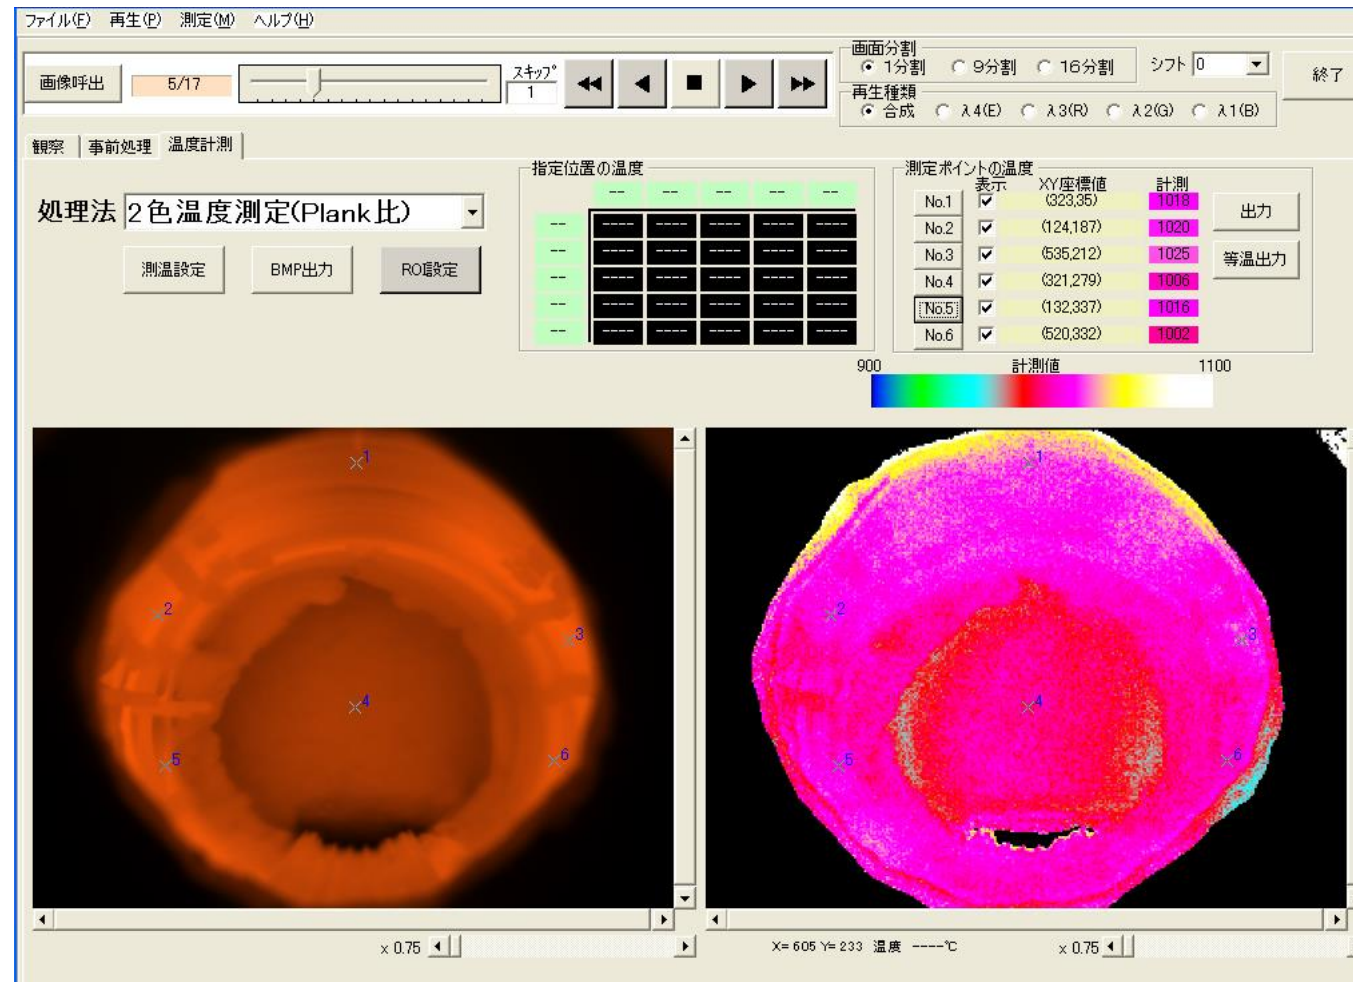 ファイル(F) 再生(P) 測定(M) ヘルプ(H)
画像呼出 5/17 スキップ 1
画面分割
1分割 9分割 16分割 シフト 0 終了
再生種類
合成 λ4(E) λ3(R) λ2(G) λ1(B)
観察 事前処理 温度計測
処理法 2色温度測定(Plank比)
測温設定 BMP出力 ROI設定
指定位置の温度
-- -- -- -- --
-- ---- ---- ---- ---- ----
-- ---- ---- ---- ---- ----
-- ---- ---- ---- ---- ----
-- ---- ---- ---- ---- ----
-- ---- ---- ---- ---- ----
測定ポイントの温度
表示 XY座標値 計測
No.1 (323,35) 1018 出力
No.2 (124,187) 1020
No.3 (535,212) 1025 等温出力
No.4 (321,279) 1006
No.5 (132,337) 1016
No.6 (520,332) 1002
900 計測値 1100
1
2
3
4
5
6
1
2
3
4
5
6
x 0.75
X= 605 Y= 233 温度 ----℃ x 0.75